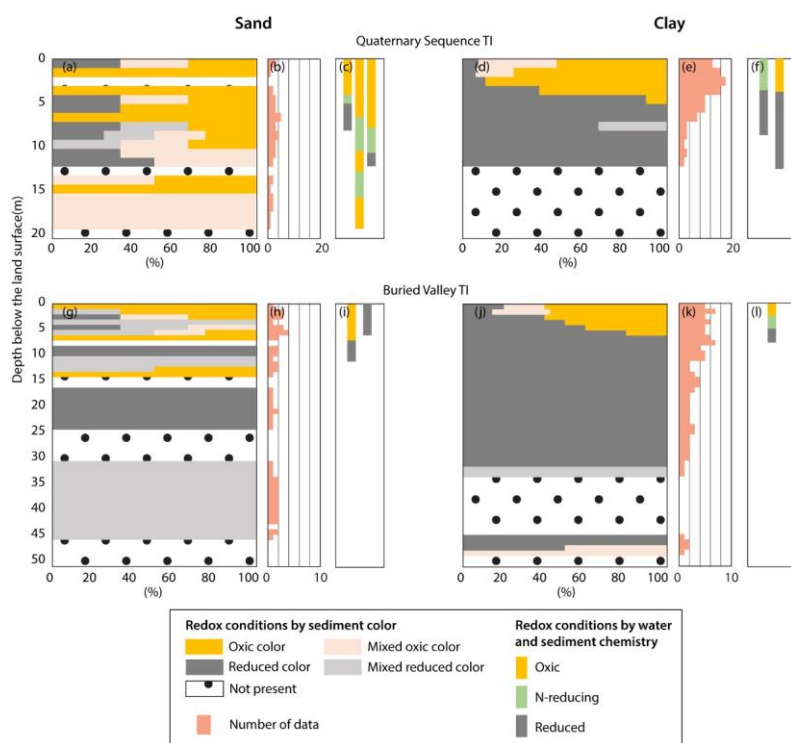 Sand
Clay
Quaternary Sequence TI
(a) (b) (c) (d) (e) (f)
0
5
10
15
20
0 20 40 60 80 100 0 20 0 20 40 60 80 100 0 20
(%) (%)
Buried Valley TI
(g) (h) (i) (j) (k) (l)
0
5
10
15
20
25
30
35
40
45
50
0 20 40 60 80 100 0 10 0 20 40 60 80 100 0 10
(%) (%)
Depth below the land surface(m)
Redox conditions by sediment color
Oxic color Mixed oxic color
Reduced color Mixed reduced color
Not present
Number of data
Redox conditions by water
and sediment chemistry
Oxic
N-reducing
Reduced